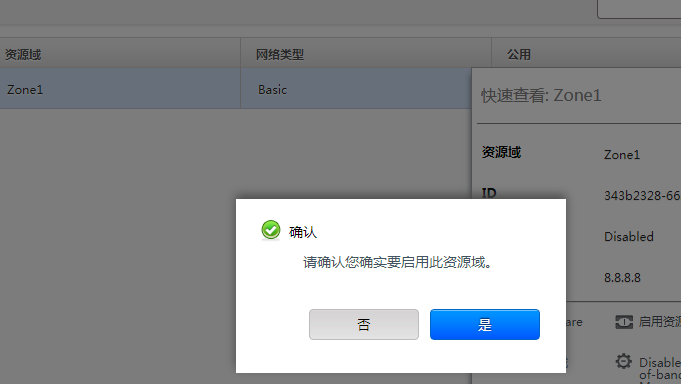 资源域 网络类型 公用
Zone1 Basic
快速查看: Zone1
资源域 Zone1
ID 343b2328-66
Disabled
8.8.8.8
确认
请确认您确实要启用此资源域。
否 是
are 启用资源
Disable
of-band